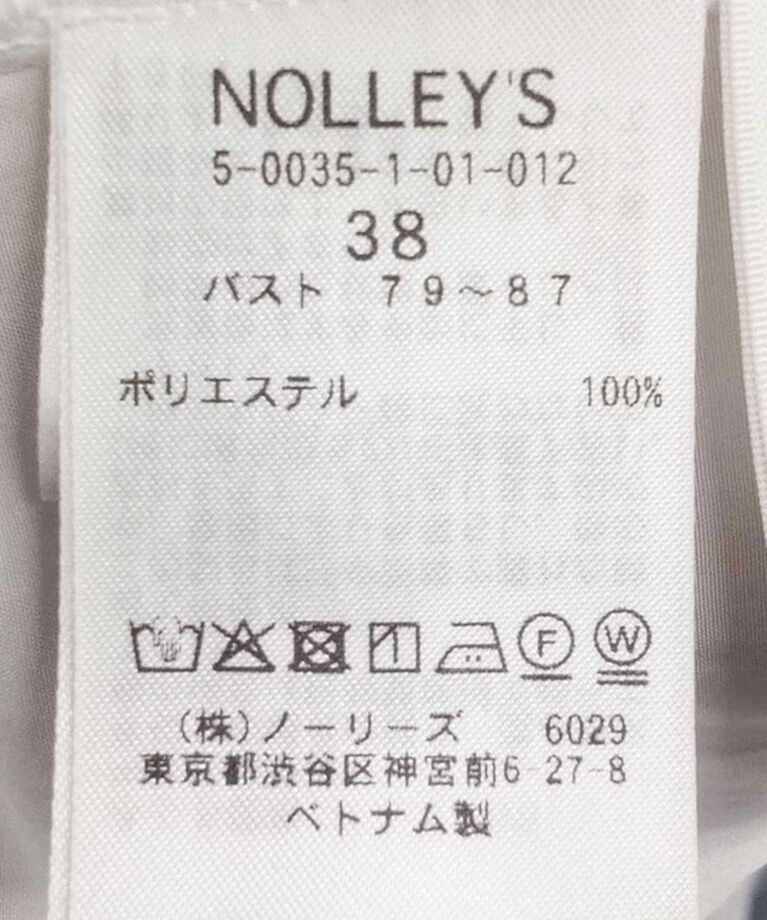 NOLLEY'S
5-0035-1-01-012
38
バスト 79～87
ポリエステル 100%
F W
(株)ノーリーズ 6029
東京都渋谷区神宮前6-27-8
ベトナム製